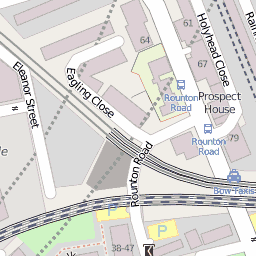 64
61
67
Holyhead Close
Eleanor Street
Eagling Close
Rounton
Road
Prospect
House
Rounton
Road
79
Rounton Road
Bow Taxis
P
P
38-47